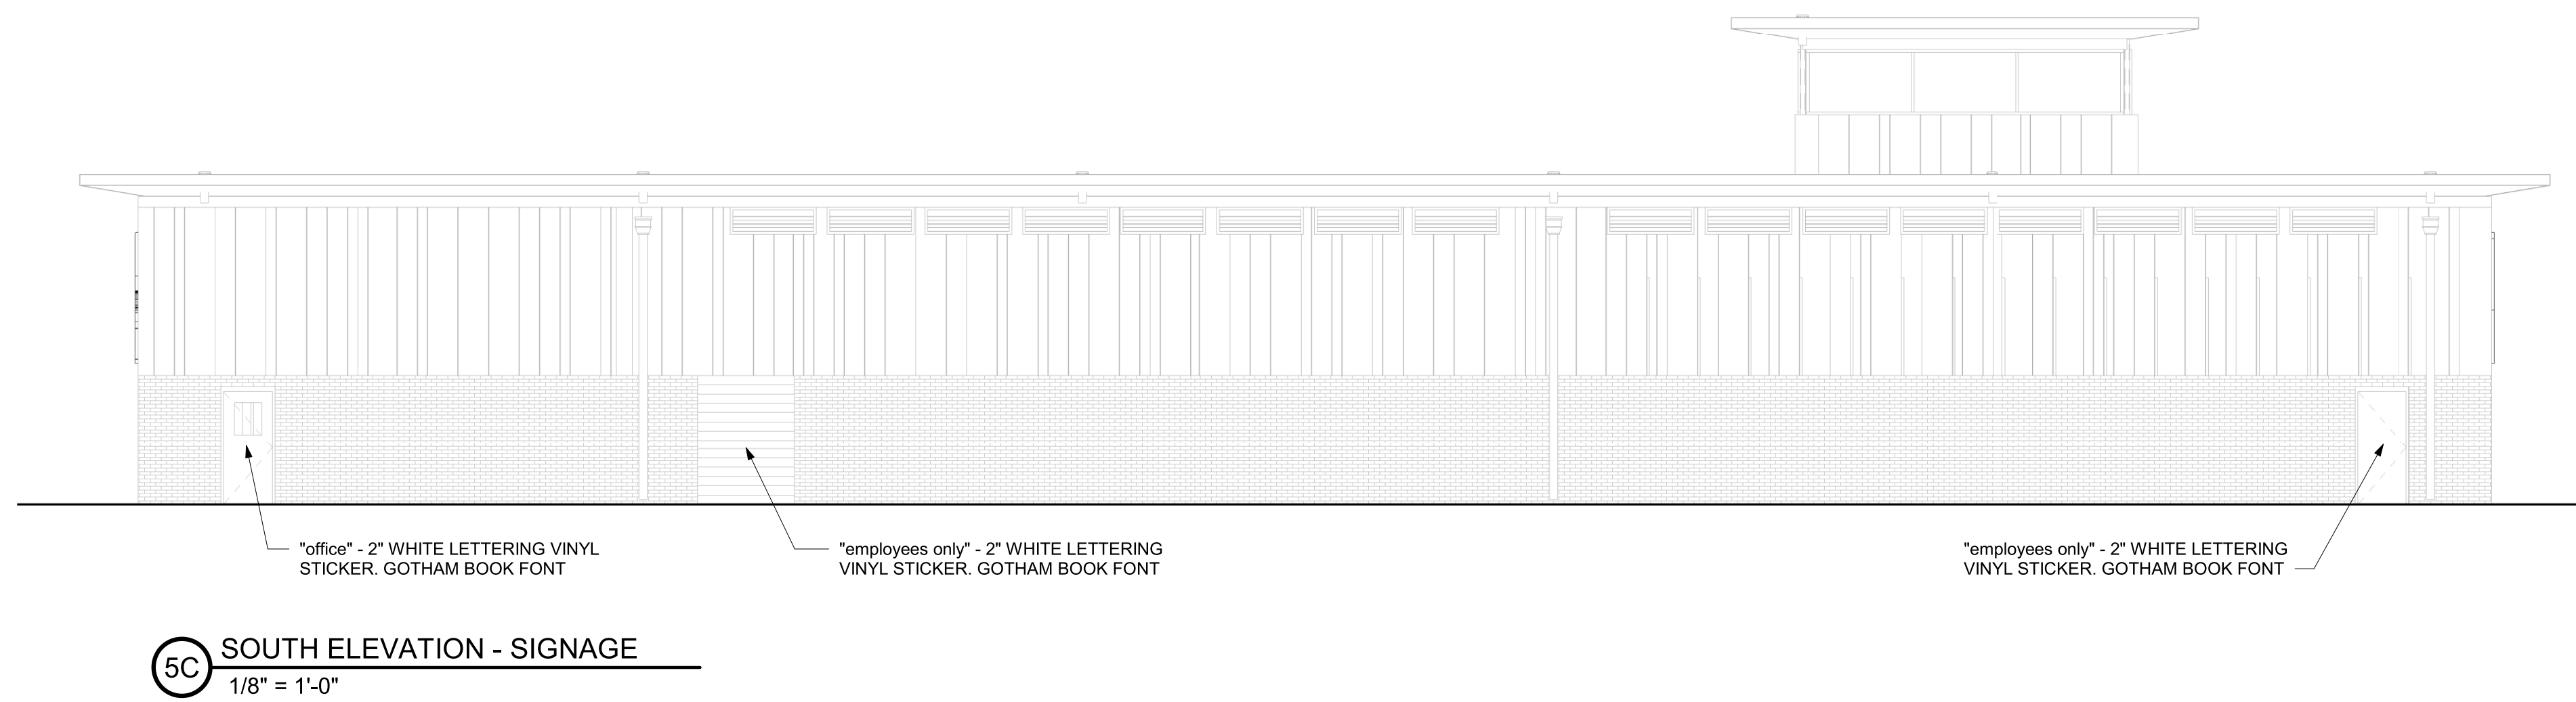 "office" - 2" WHITE LETTERING VINYL
STICKER. GOTHAM BOOK FONT
"employees only" - 2" WHITE LETTERING
VINYL STICKER. GOTHAM BOOK FONT
"employees only" - 2" WHITE LETTERING
VINYL STICKER. GOTHAM BOOK FONT
5C
SOUTH ELEVATION - SIGNAGE
1/8" = 1'-0"